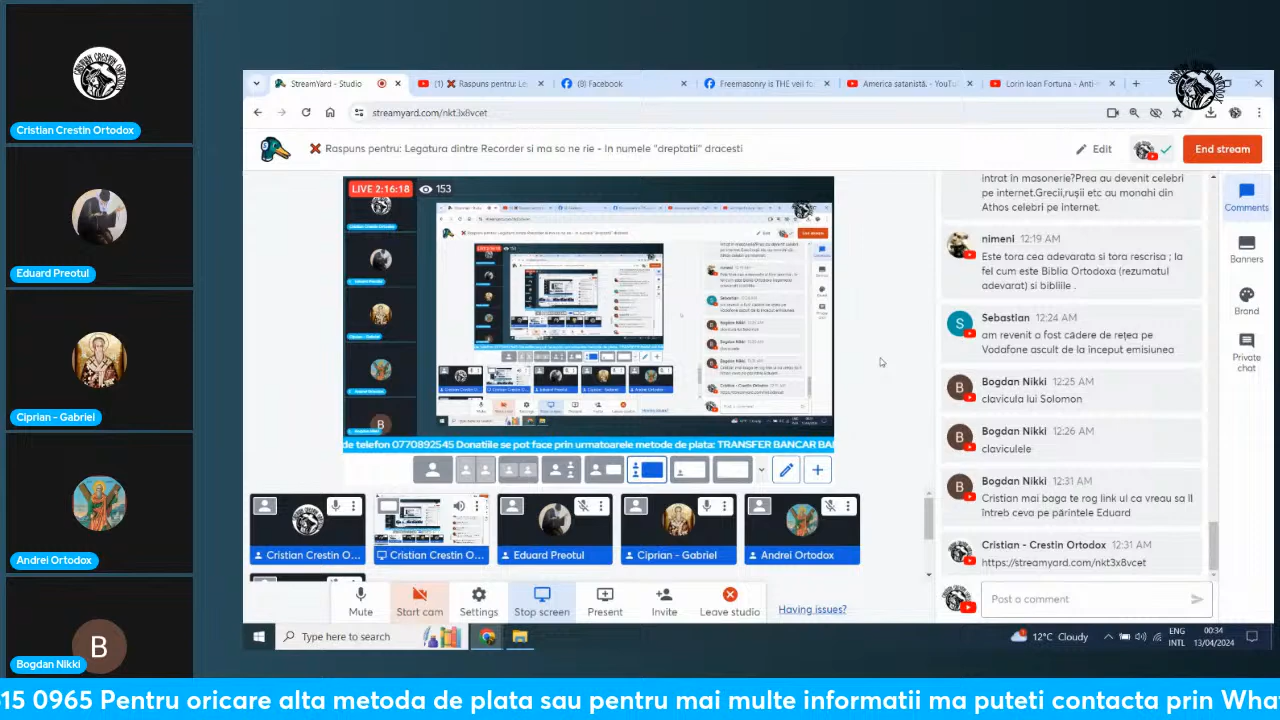 Cristian Crestin Ortodox
Eduard Preotul
Ciprian - Gabriel
Andrei Ortodox
B
Bogdan Nikki
StreamYard - Studio
(1) ❌ Raspuns pentru: Le
(8) Facebook
Freemasonry is THE veil fo
America satanistă. - YouTu
Lorin Ioan Fortuna - Anti-
streamyard.com/nkt3x8vcet
❌ Raspuns pentru: Legatura dintre Recorder si ma so ne rie - In numele "dreptatii" dracesti
Edit
End stream
LIVE 2:16:18
153
de telefon 0770892545 Donatiile se pot face prin urmatoarele metode de plata: TRANSFER BANCAR BA
Cristian Crestin O...
Cristian Crestin O...
Eduard Preotul
Ciprian - Gabriel
Andrei Ortodox
Mute
Start cam
Settings
Stop screen
Present
Invite
Leave studio
Having issues?
intrat în masonerie?Prea au devenit celebri
pe internet.Greci,rușii etc au monahi din
Athos celebri pe internet.
nimeni 12:19 AM
Este tora cea adevarata si tora rescrisa , la
fel cum este Biblia Ortodoxa (rezumatul
adevarat) si bibliile .
S
Sebastian 12:24 AM
am revent a fost cădere de rețea pe
Vodafone acput de la început emisiunea
B
Bogdan Nikki 12:25 AM
clavicula lui Solomon
B
Bogdan Nikki 12:26 AM
claviculele
B
Bogdan Nikki 12:31 AM
Cristian mai baga te rog link ul ca vreau sa îl
întreb ceva pe părintele Eduard
Cristian - Crestin Ortodox 12:31 AM
https://streamyard.com/nkt3x8vcet
Post a comment
Comments
Banners
Brand
Private
chat
Type here to search
12°C Cloudy
ENG
INTL
00:34
13/04/2024
515 0965 Pentru oricare alta metoda de plata sau pentru mai multe informatii ma puteti contacta prin Wha